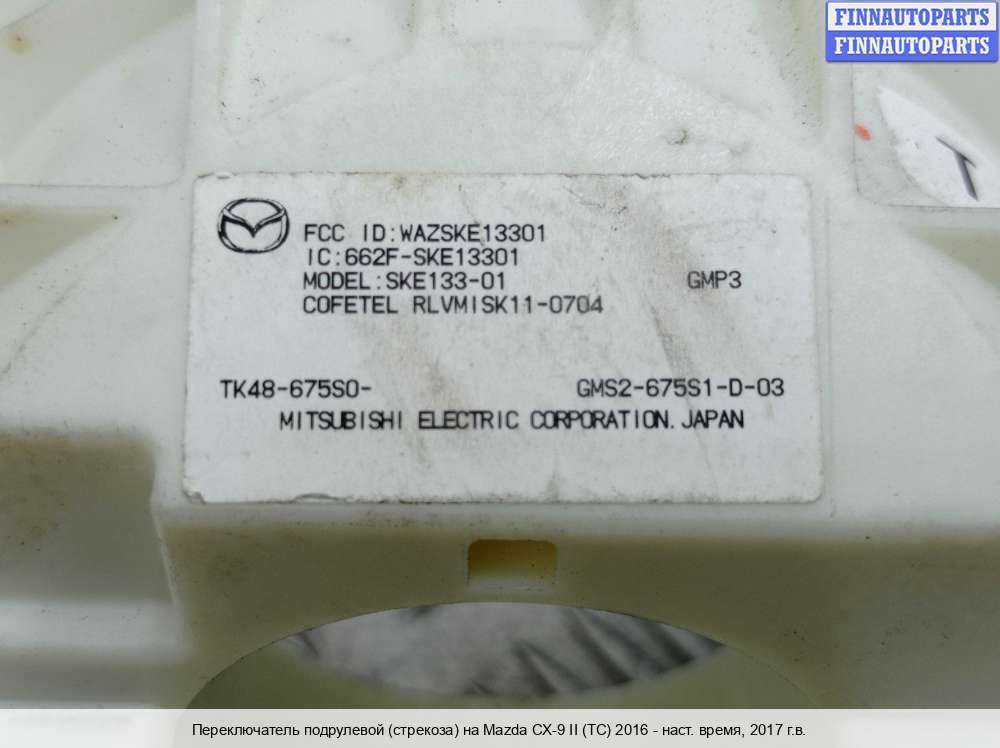 FINNAUTOPARTS
FINNAUTOPARTS
T
FCC ID:WAZSKE13301
IC:662F-SKE13301
MODEL:SKE133-01 GMP3
COFETEL RLVMISK11-0704
TK48-675S0- GMS2-675S1-D-03
MITSUBISHI ELECTRIC CORPORATION.JAPAN
Переключатель подрулевой (стрекоза) на Mazda CX-9 II (TC) 2016 - наст. время, 2017 г.в.